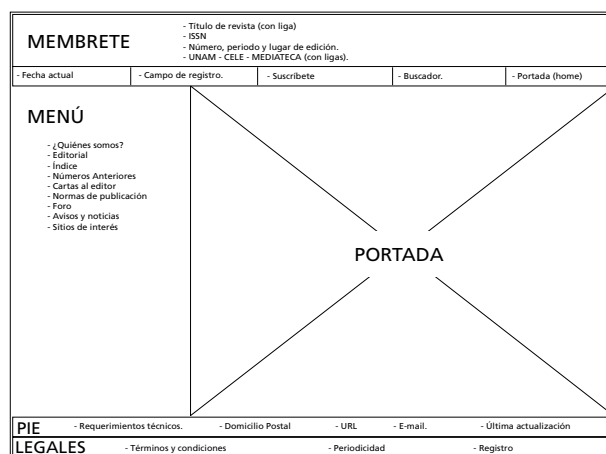 MEMBRETE
- Título de revista (con liga)
- ISSN
- Número, periodo y lugar de edición.
- UNAM - CELE - MEDIATECA (con ligas).
- Fecha actual
- Campo de registro.
- Suscríbete
- Buscador.
- Portada (home)
MENÚ
- ¿Quiénes somos?
- Editorial
- Índice
- Números Anteriores
- Cartas al editor
- Normas de publicación
- Foro
- Avisos y noticias
- Sitios de interés
PORTADA
PIE
- Requerimientos técnicos.
- Domicilio Postal
- URL
- E-mail.
- Última actualización
LEGALES
- Términos y condiciones
- Periodicidad
- Registro